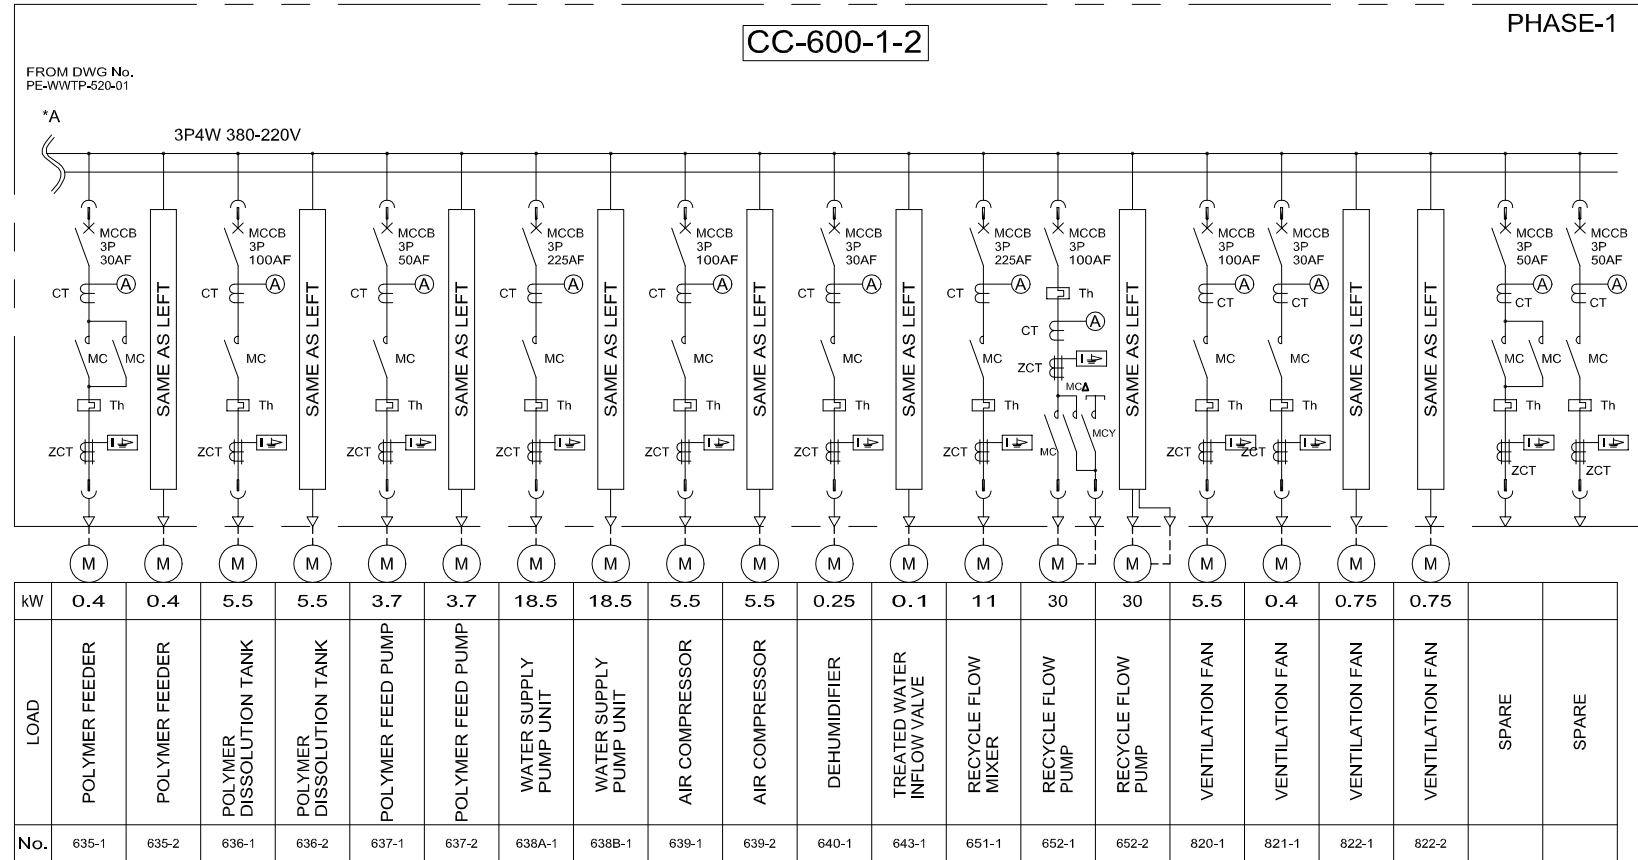 PHASE-1
CC-600-1-2
FROM DWG No.
PE-WWTP-520-01
*A
3P4W 380-220V
MCCB
3P
30AF
A
CT
MC
MC
Th
ZCT
I
M
SAME AS LEFT
M
MCCB
3P
100AF
A
CT
MC
Th
ZCT
I
M
SAME AS LEFT
M
MCCB
3P
50AF
A
CT
MC
Th
ZCT
I
M
SAME AS LEFT
M
MCCB
3P
225AF
A
CT
MC
Th
ZCT
I
M
SAME AS LEFT
M
MCCB
3P
100AF
A
CT
MC
Th
ZCT
I
M
SAME AS LEFT
M
MCCB
3P
30AF
A
CT
MC
Th
ZCT
I
M
SAME AS LEFT
M
MCCB
3P
225AF
A
CT
MC
Th
ZCT
I
M
MCCB
3P
100AF
Th
A
CT
I
ZCT
MCΔ
MCY
MC
M
SAME AS LEFT
M
MCCB
3P
100AF
A
CT
MC
Th
ZCT
I
M
MCCB
3P
30AF
A
CT
MC
Th
ZCT
I
M
SAME AS LEFT
M
SAME AS LEFT
M
MCCB
3P
50AF
A
CT
MC
MC
Th
I
ZCT
MCCB
3P
50AF
A
CT
MC
Th
I
ZCT
kW 0.4 0.4 5.5 5.5 3.7 3.7 18.5 18.5 5.5 5.5 0.25 0.1 11 30 30 5.5 0.4 0.75 0.75
LOAD
POLYMER FEEDER
POLYMER FEEDER
POLYMER
DISSOLUTION TANK
POLYMER
DISSOLUTION TANK
POLYMER FEED PUMP
POLYMER FEED PUMP
WATER SUPPLY
PUMP UNIT
WATER SUPPLY
PUMP UNIT
AIR COMPRESSOR
AIR COMPRESSOR
DEHUMIDIFIER
TREATED WATER
INFLOW VALVE
RECYCLE FLOW
MIXER
RECYCLE FLOW
PUMP
RECYCLE FLOW
PUMP
VENTILATION FAN
VENTILATION FAN
VENTILATION FAN
VENTILATION FAN
SPARE
SPARE
No. 635-1 635-2 636-1 636-2 637-1 637-2 638A-1 638B-1 639-1 639-2 640-1 643-1 651-1 652-1 652-2 820-1 821-1 822-1 822-2